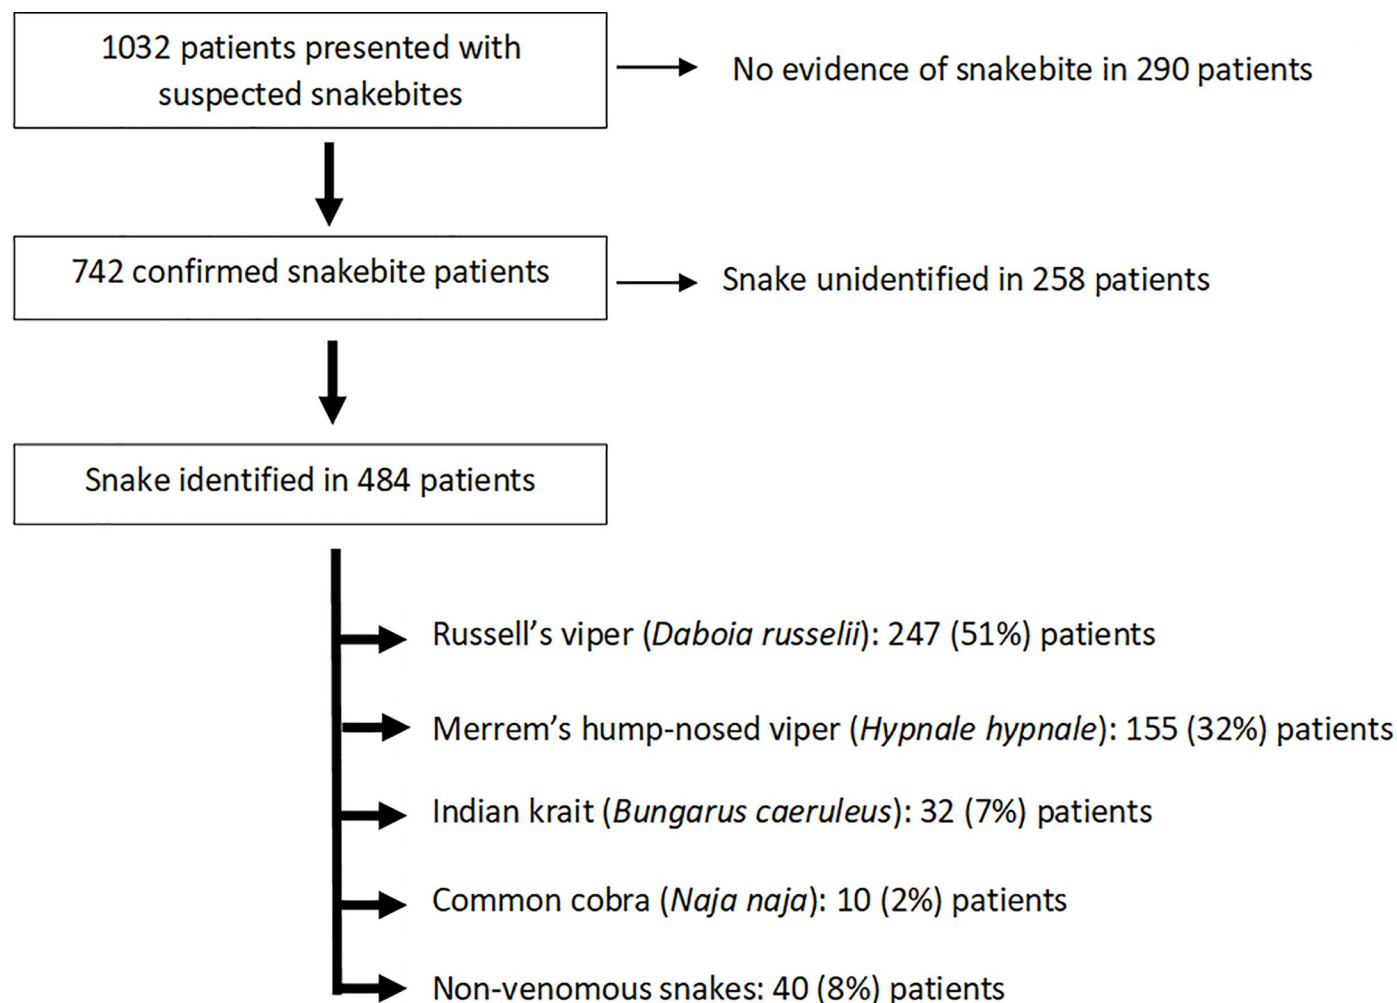 1032 patients presented with
suspected snakebites
No evidence of snakebite in 290 patients
742 confirmed snakebite patients
Snake unidentified in 258 patients
Snake identified in 484 patients
Russell’s viper (Daboia russelii): 247 (51%) patients
Merrem’s hump-nosed viper (Hypnale hypnale): 155 (32%) patients
Indian krait (Bungarus caeruleus): 32 (7%) patients
Common cobra (Naja naja): 10 (2%) patients
Non-venomous snakes: 40 (8%) patients